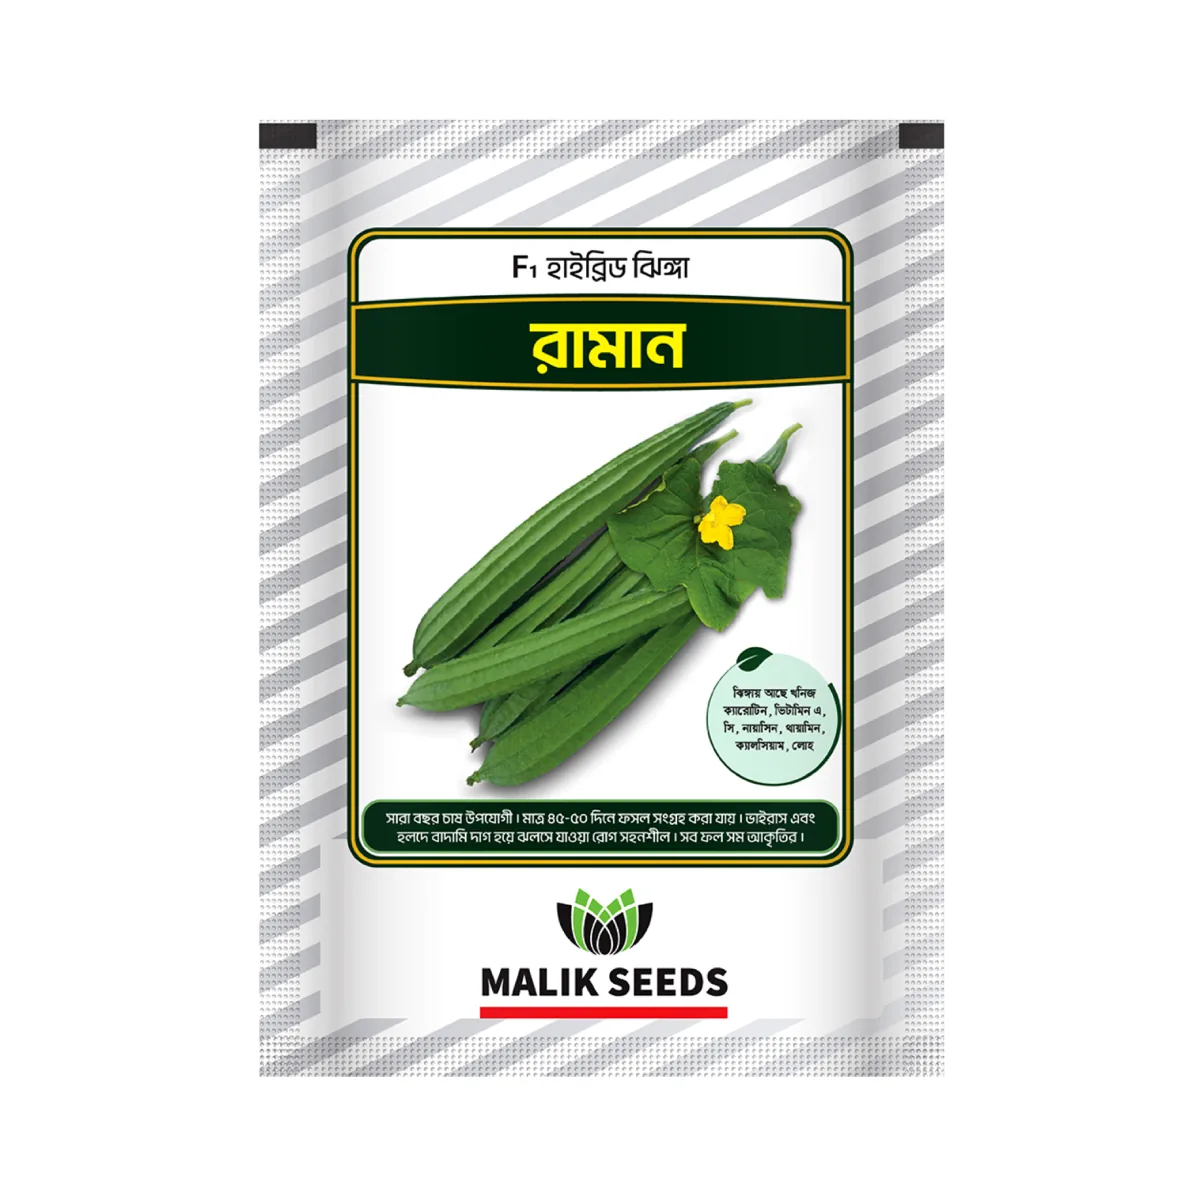 F1 হাইব্রিড ঝিঙ্গা
রামান
ঝিঙ্গায় আছে খনিজ
ক্যারোটিন, ভিটামিন এ,
সি, নায়াসিন, থায়ামিন,
ক্যালসিয়াম, লোহ
সারা বছর চাষ উপযোগী। মাত্র ৪৫-৫০ দিনে ফসল সংগ্রহ করা যায়। ভাইরাস এবং
হলদে বাদামি দাগ হয়ে ঝলসে যাওয়া রোগ সহনশীল। সব ফল সম আকৃতির।
MALIK SEEDS